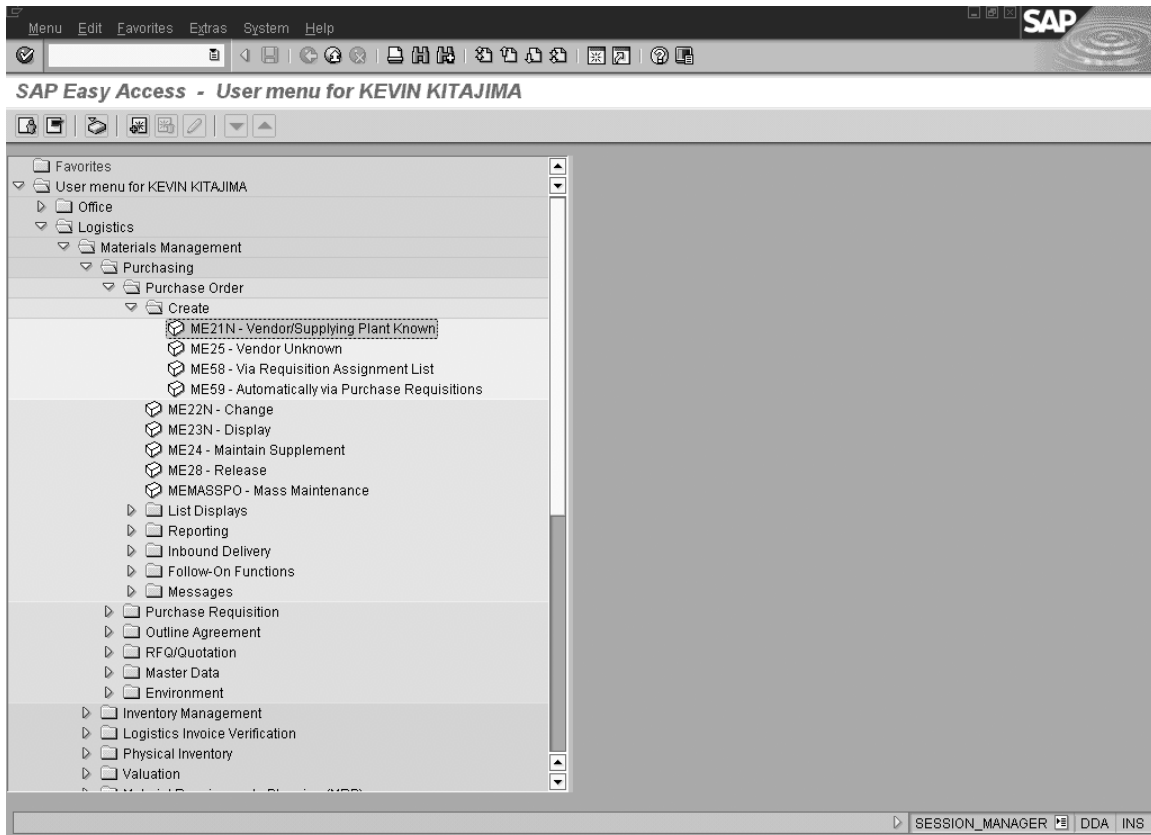 Menu Edit Favorites Extras System Help
SAP
SAP Easy Access - User menu for KEVIN KITAJIMA
Favorites
User menu for KEVIN KITAJIMA
Office
Logistics
Materials Management
Purchasing
Purchase Order
Create
ME21N - Vendor/Supplying Plant Known
ME25 - Vendor Unknown
ME58 - Via Requisition Assignment List
ME59 - Automatically via Purchase Requisitions
ME22N - Change
ME23N - Display
ME24 - Maintain Supplement
ME28 - Release
MEMASSPO - Mass Maintenance
List Displays
Reporting
Inbound Delivery
Follow-On Functions
Messages
Purchase Requisition
Outline Agreement
RFQ/Quotation
Master Data
Environment
Inventory Management
Logistics Invoice Verification
Physical Inventory
Valuation
SESSION_MANAGER DDA INS